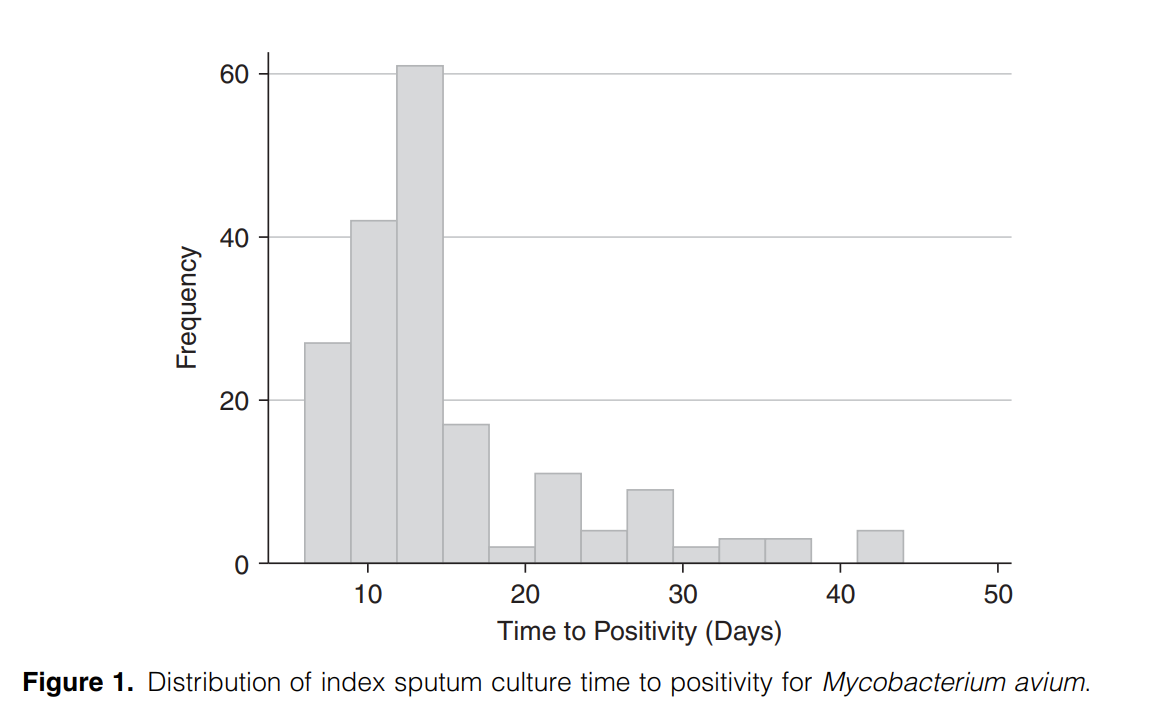 60
40
20
0
Frequency
10 20 30 40 50
Time to Positivity (Days)
Figure 1. Distribution of index sputum culture time to positivity for Mycobacterium avium.